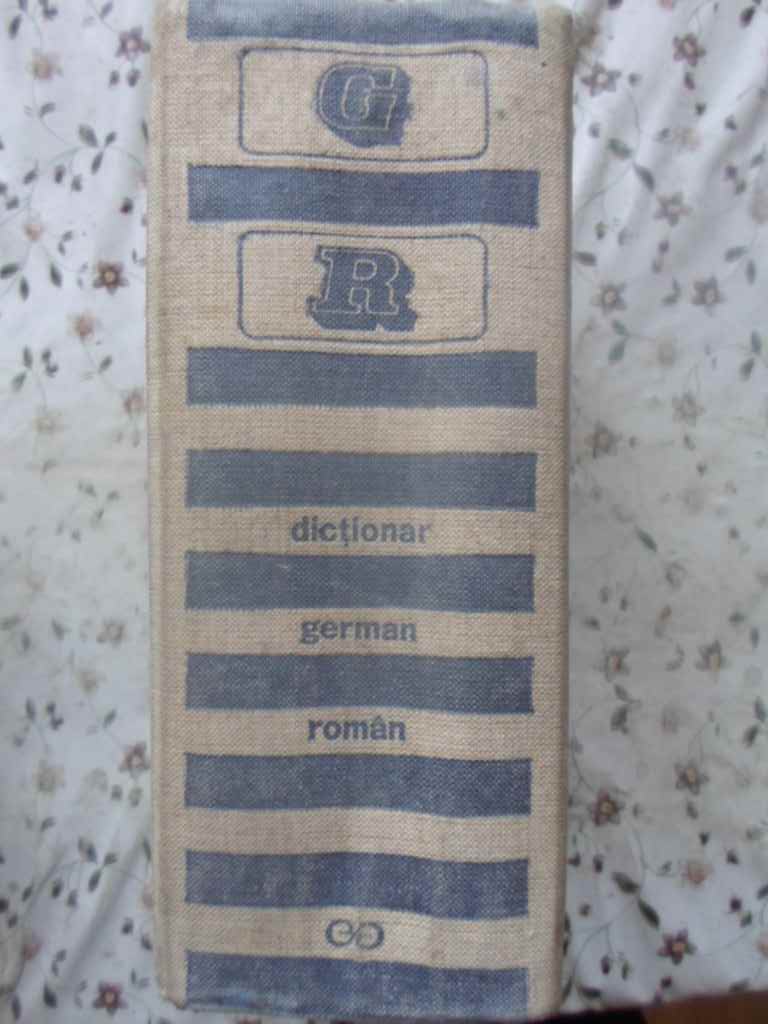 G
R
dicționar
german
român